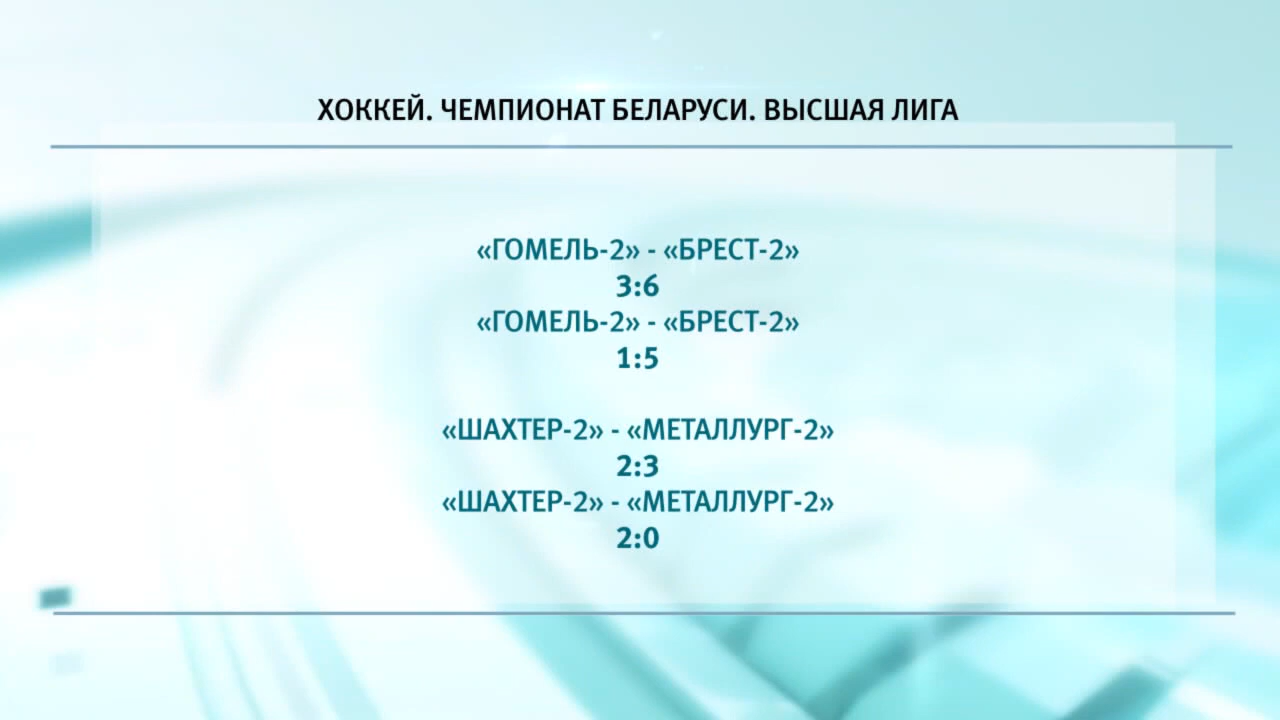 ХОККЕЙ. ЧЕМПИОНАТ БЕЛАРУСИ. ВЫСШАЯ ЛИГА
«ГОМЕЛЬ-2» - «БРЕСТ-2»
3:6
«ГОМЕЛЬ-2» - «БРЕСТ-2»
1:5
«ШАХТЕР-2» - «МЕТАЛЛУРГ-2»
2:3
«ШАХТЕР-2» - «МЕТАЛЛУРГ-2»
2:0